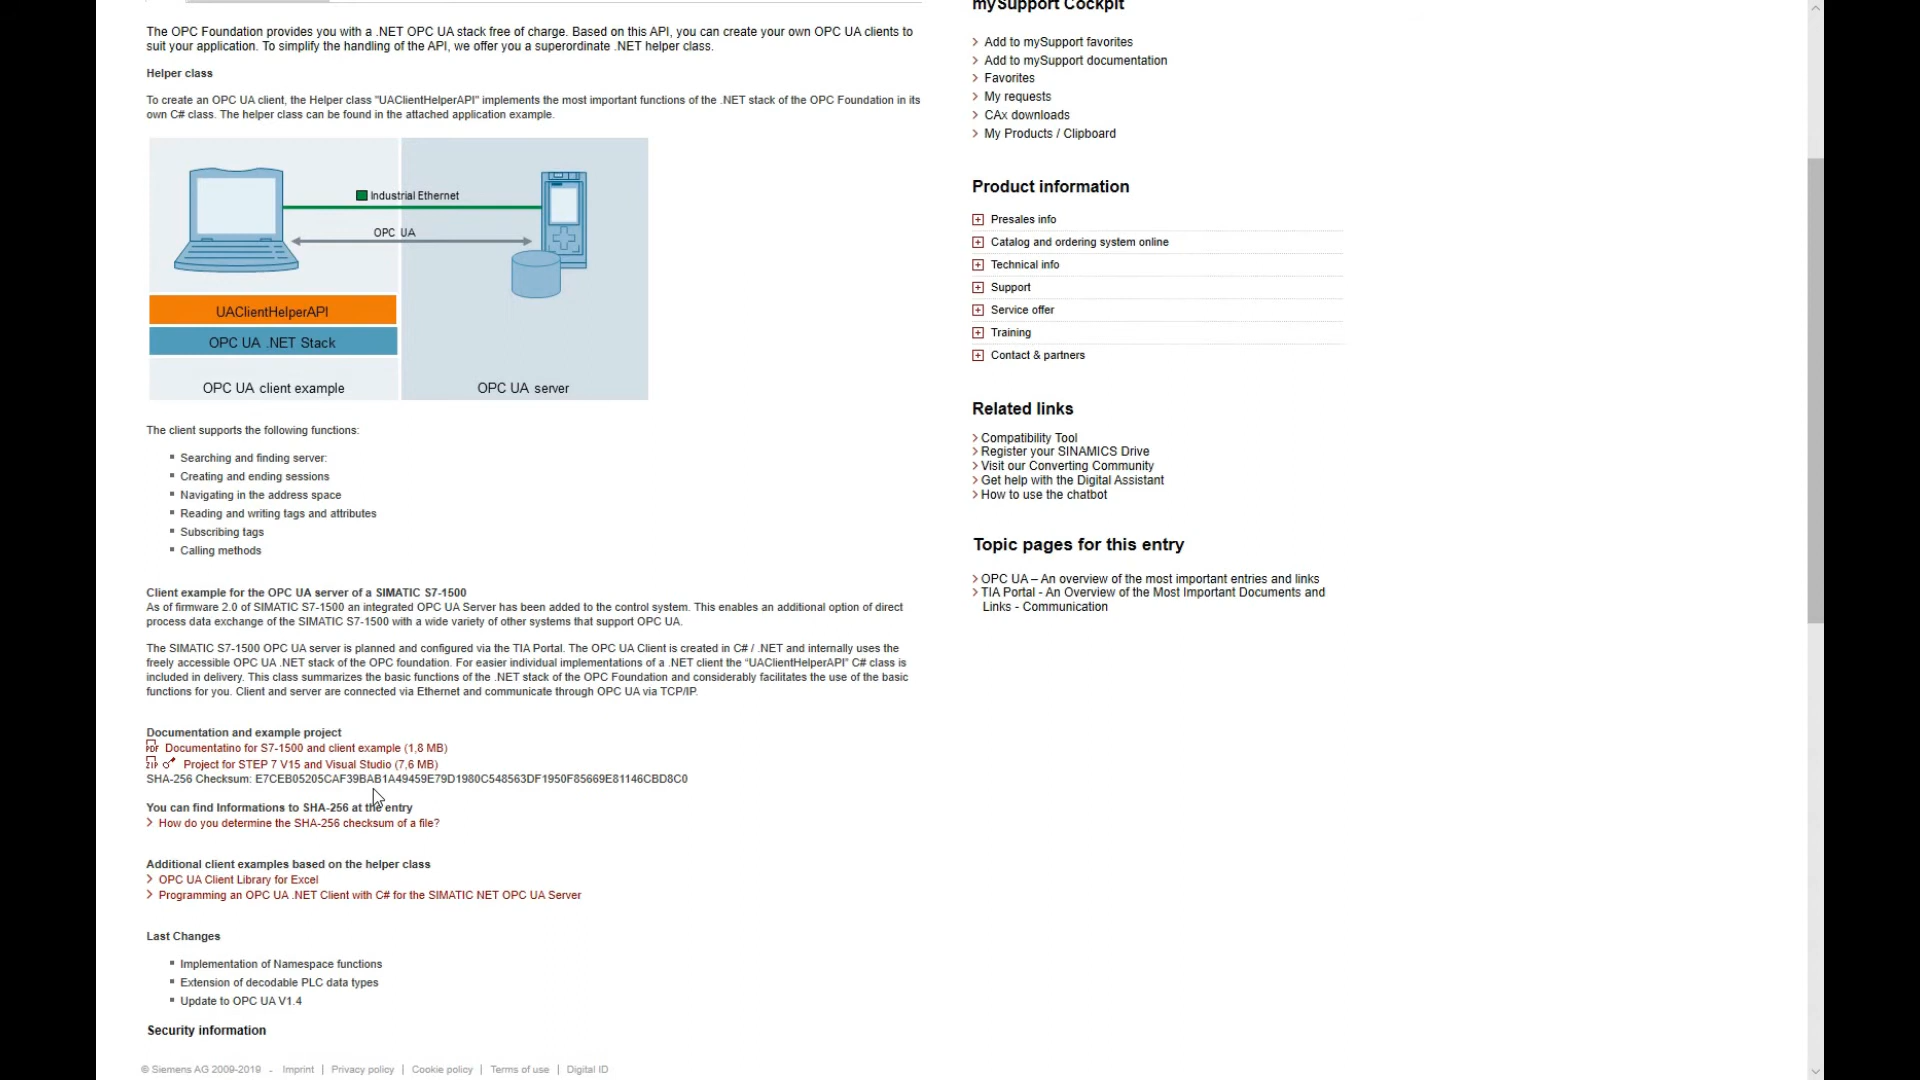 The OPC Foundation provides you with a .NET OPC UA stack free of charge. Based on this API, you can create your own OPC UA clients to
suit your application. To simplify the handling of the API, we offer you a superordinate .NET helper class.
Helper class
To create an OPC UA client, the Helper class "UAClientHelperAPI" implements the most important functions of the .NET stack of the OPC Foundation in its
own C# class. The helper class can be found in the attached application example.
Industrial Ethernet
OPC UA
UAClientHelperAPI
OPC UA .NET Stack
OPC UA client example
OPC UA server
The client supports the following functions:
Searching and finding server:
Creating and ending sessions
Navigating in the address space
Reading and writing tags and attributes
Subscribing tags
Calling methods
Client example for the OPC UA server of a SIMATIC S7-1500
As of firmware 2.0 of SIMATIC S7-1500 an integrated OPC UA Server has been added to the control system. This enables an additional option of direct
process data exchange of the SIMATIC S7-1500 with a wide variety of other systems that support OPC UA.
The SIMATIC S7-1500 OPC UA server is planned and configured via the TIA Portal. The OPC UA Client is created in C# / .NET and internally uses the
freely accessible OPC UA .NET stack of the OPC foundation. For easier individual implementations of a .NET client the “UAClientHelperAPI” C# class is
included in delivery. This class summarizes the basic functions of the .NET stack of the OPC Foundation and considerably facilitates the use of the basic
functions for you. Client and server are connected via Ethernet and communicate through OPC UA via TCP/IP.
Documentation and example project
PDF Documentatino for S7-1500 and client example (1,8 MB)
ZIP Project for STEP 7 V15 and Visual Studio (7,6 MB)
SHA-256 Checksum: E7CEB05205CAF39BAB1A49459E79D1980C548563DF1950F85669E81146CBD8C0
You can find Informations to SHA-256 at the entry
How do you determine the SHA-256 checksum of a file?
Additional client examples based on the helper class
OPC UA Client Library for Excel
Programming an OPC UA .NET Client with C# for the SIMATIC NET OPC UA Server
Last Changes
Implementation of Namespace functions
Extension of decodable PLC data types
Update to OPC UA V1.4
Security information
© Siemens AG 2009-2019 - Imprint | Privacy policy | Cookie policy | Terms of use | Digital ID
mySupport Cockpit
Add to mySupport favorites
Add to mySupport documentation
Favorites
My requests
CAx downloads
My Products / Clipboard
Product information
Presales info
Catalog and ordering system online
Technical info
Support
Service offer
Training
Contact & partners
Related links
Compatibility Tool
Register your SINAMICS Drive
Visit our Converting Community
Get help with the Digital Assistant
How to use the chatbot
Topic pages for this entry
OPC UA – An overview of the most important entries and links
TIA Portal - An Overview of the Most Important Documents and
Links - Communication